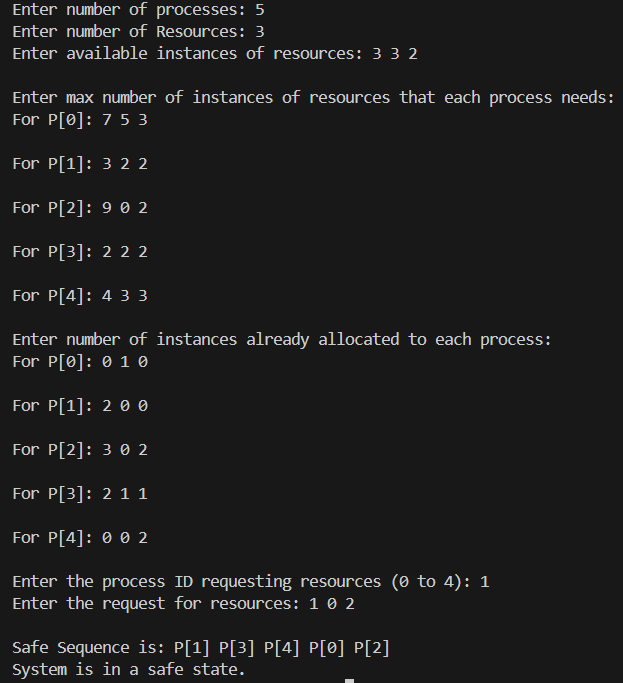 Enter number of processes: 5
Enter number of Resources: 3
Enter available instances of resources: 3 3 2
Enter max number of instances of resources that each process needs:
For P[0]: 7 5 3
For P[1]: 3 2 2
For P[2]: 9 0 2
For P[3]: 2 2 2
For P[4]: 4 3 3
Enter number of instances already allocated to each process:
For P[0]: 0 1 0
For P[1]: 2 0 0
For P[2]: 3 0 2
For P[3]: 2 1 1
For P[4]: 0 0 2
Enter the process ID requesting resources (0 to 4): 1
Enter the request for resources: 1 0 2
Safe Sequence is: P[1] P[3] P[4] P[0] P[2]
System is in a safe state.